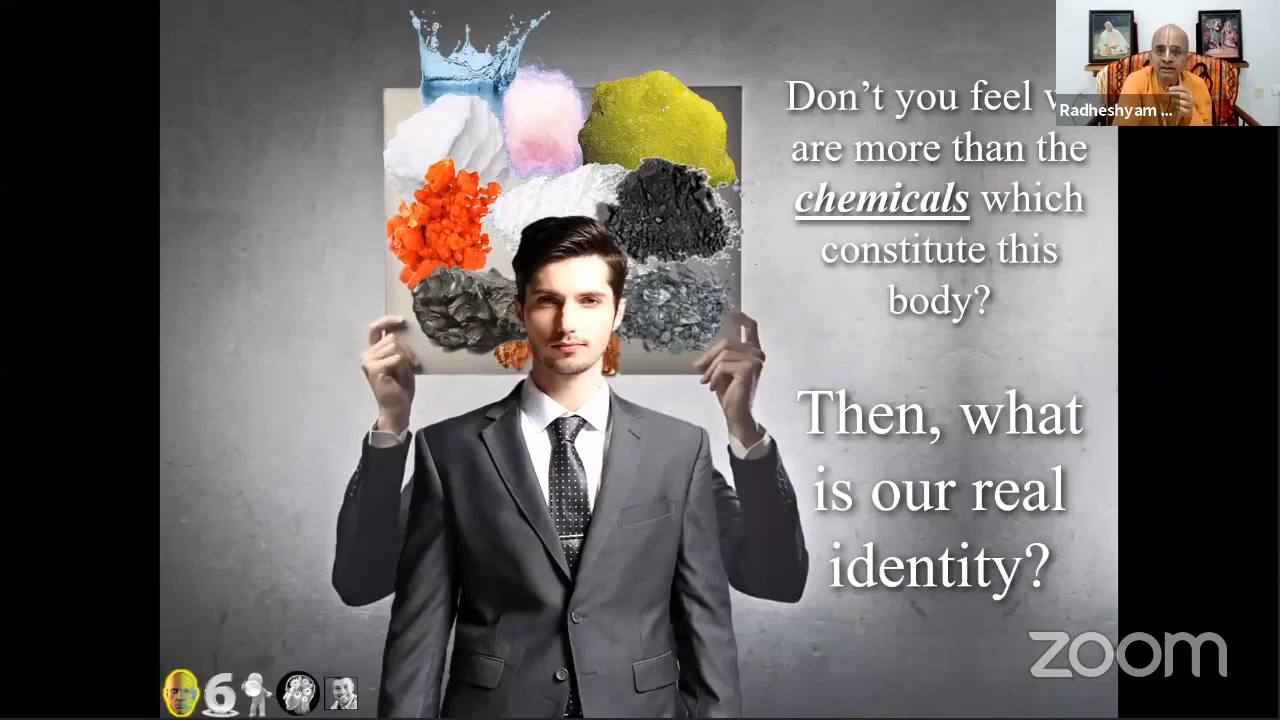 Don't you feel
are more than the
chemicals which
constitute this
body?
Then, what
is our real
identity?
Radheshyam ...
zoom
6